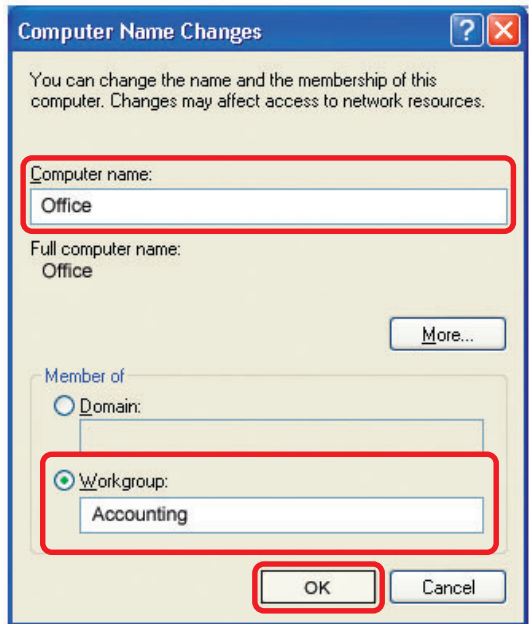 Computer Name Changes
You can change the name and the membership of this
computer. Changes may affect access to network resources.
Computer name:
Office
Full computer name:
Office
More...
Member of
Domain:
Workgroup:
Accounting
OK Cancel